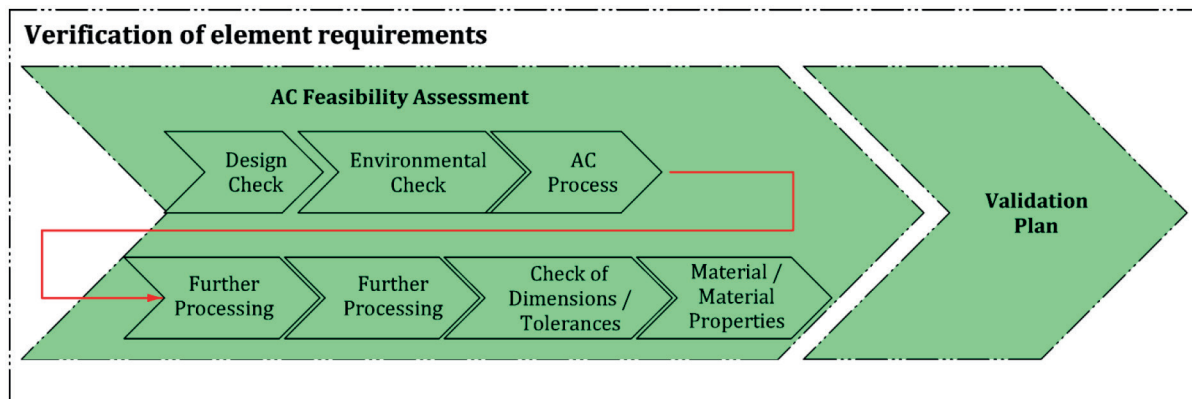 Verification of element requirements
AC Feasibility Assessment
Design
Check
Environmental
Check
AC
Process
Further
Processing
Further
Processing
Check of
Dimensions /
Tolerances
Material /
Material
Properties
Validation
Plan